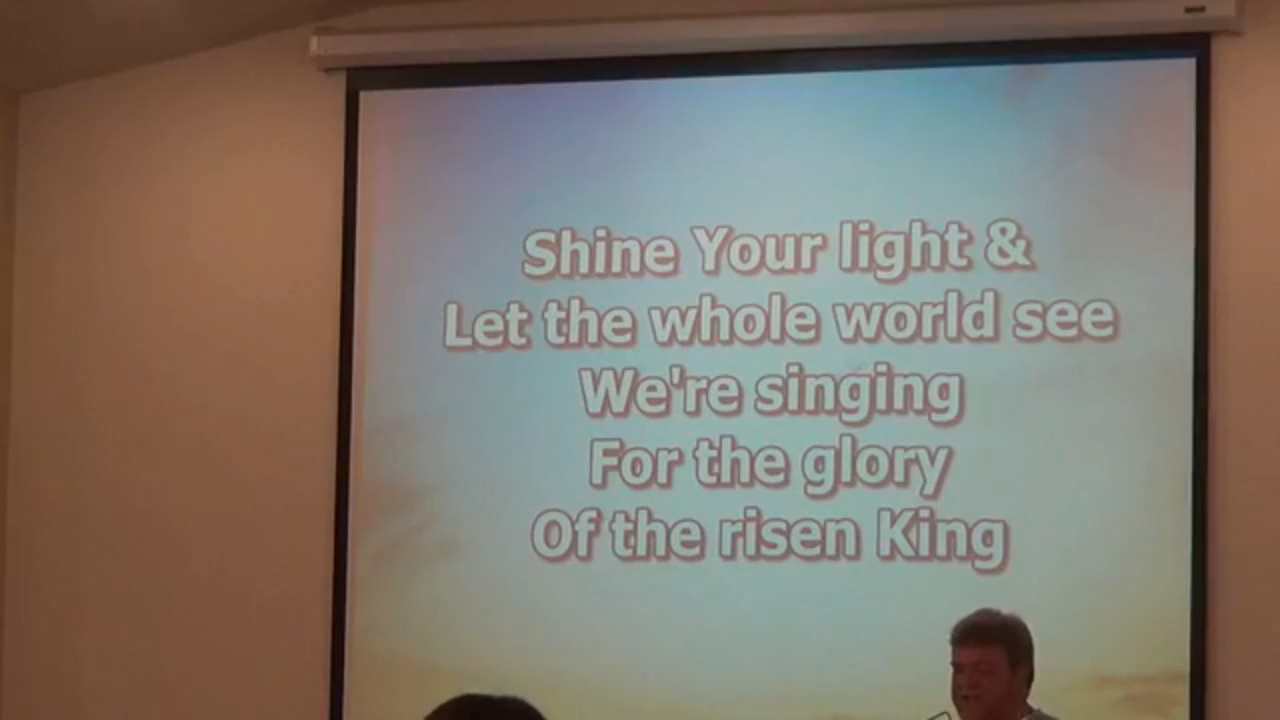 Shine Your light &
Let the whole world see
We're singing
For the glory
Of the risen King